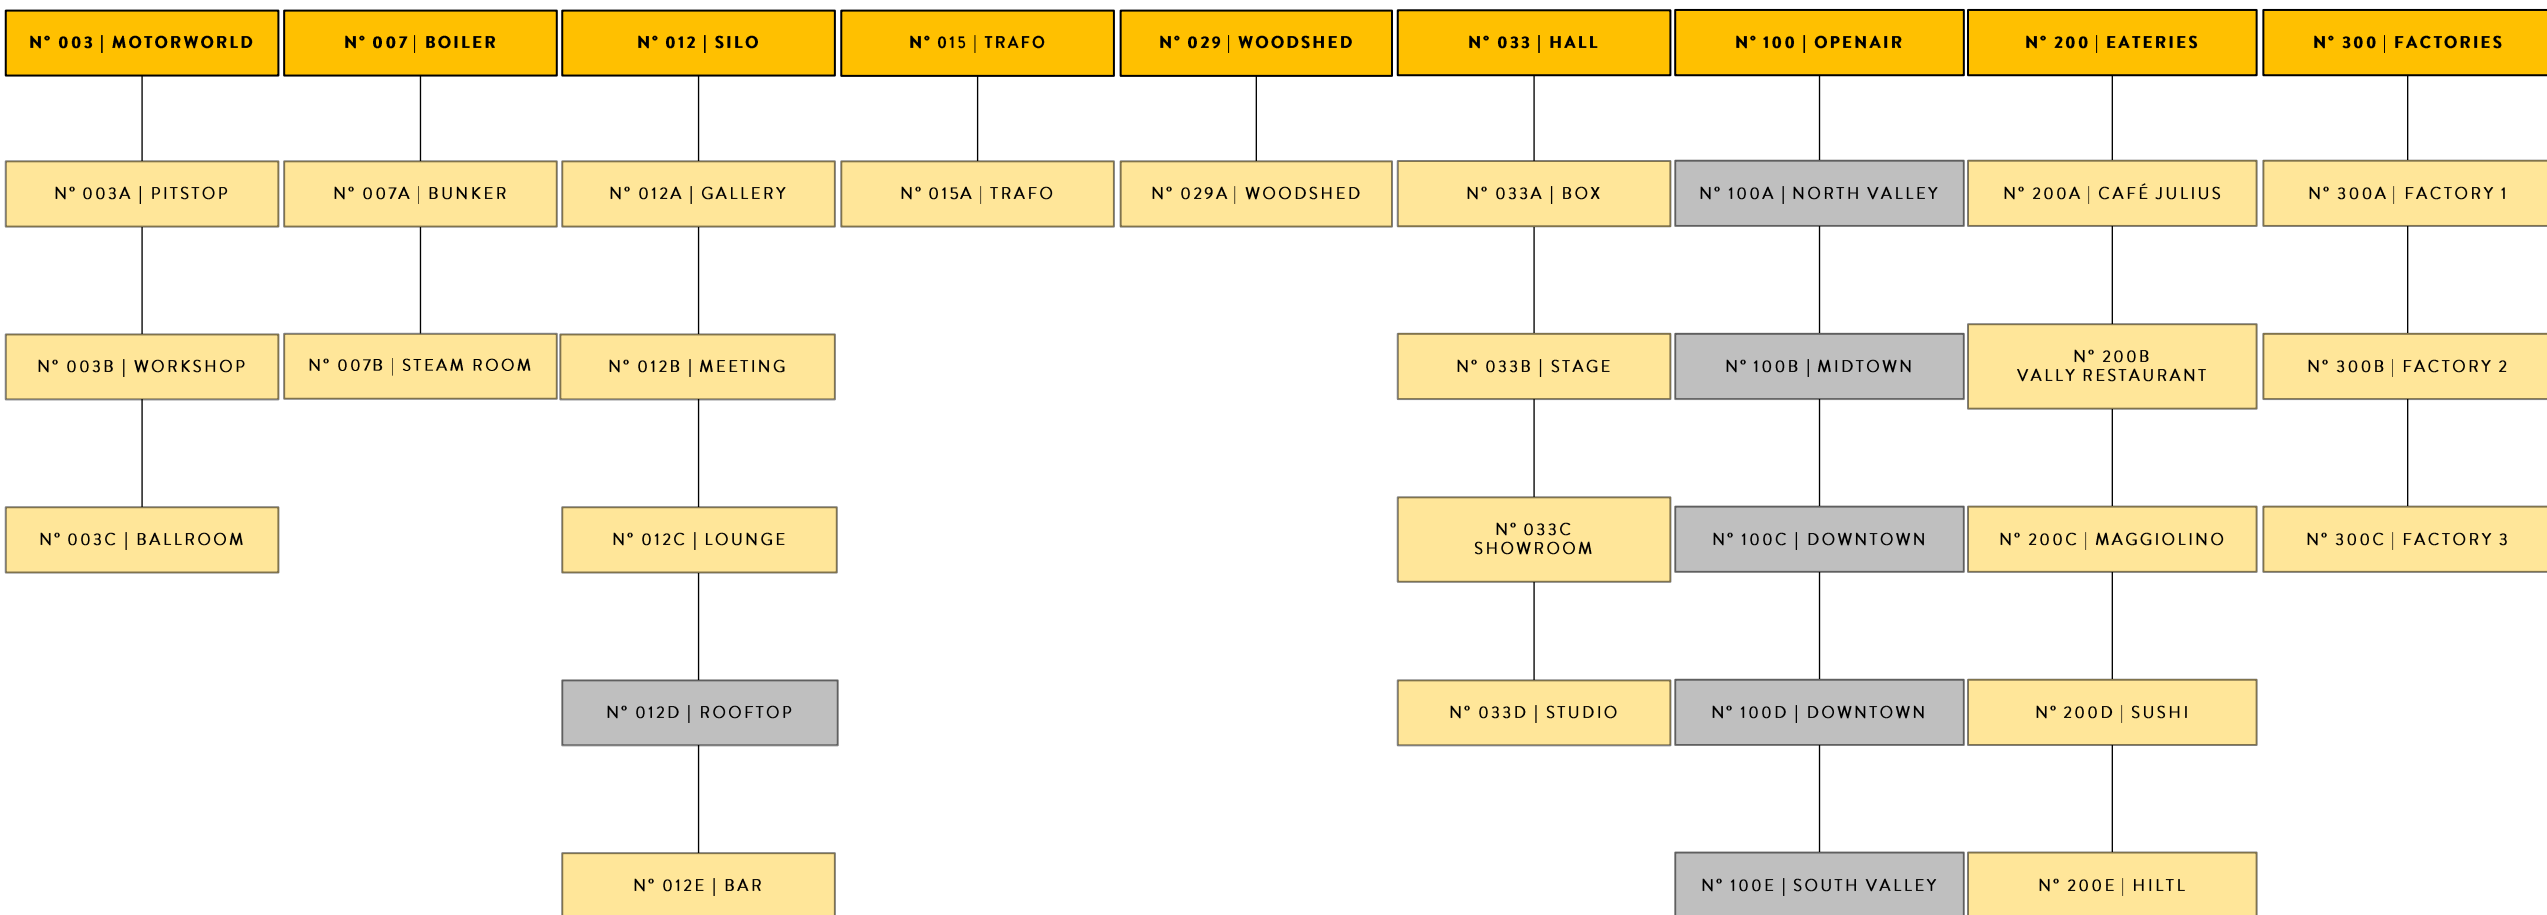 N° 003 | MOTORWORLD
N° 007 | BOILER
N° 012 | SILO
N° 015 | TRAFO
N° 029 | WOODSHED
N° 033 | HALL
N° 100 | OPENAIR
N° 200 | EATERIES
N° 300 | FACTORIES
N° 003A | PITSTOP
N° 007A | BUNKER
N° 012A | GALLERY
N° 015A | TRAFO
N° 029A | WOODSHED
N° 033A | BOX
N° 100A | NORTH VALLEY
N° 200A | CAFÉ JULIUS
N° 300A | FACTORY 1
N° 003B | WORKSHOP
N° 007B | STEAM ROOM
N° 012B | MEETING
N° 033B | STAGE
N° 100B | MIDTOWN
N° 200B
VALLY RESTAURANT
N° 300B | FACTORY 2
N° 003C | BALLROOM
N° 012C | LOUNGE
N° 033C
SHOWROOM
N° 100C | DOWNTOWN
N° 200C | MAGGIOLINO
N° 300C | FACTORY 3
N° 012D | ROOFTOP
N° 033D | STUDIO
N° 100D | DOWNTOWN
N° 200D | SUSHI
N° 012E | BAR
N° 100E | SOUTH VALLEY
N° 200E | HILTL